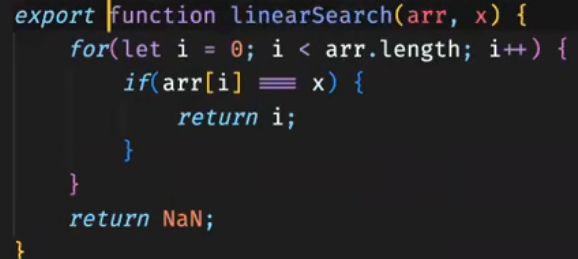 export function linearSearch(arr, x) {
    for(let i = 0; i < arr.length; i++) {
        if(arr[i] === x) {
            return i;
        }
    }
    return NaN;
}